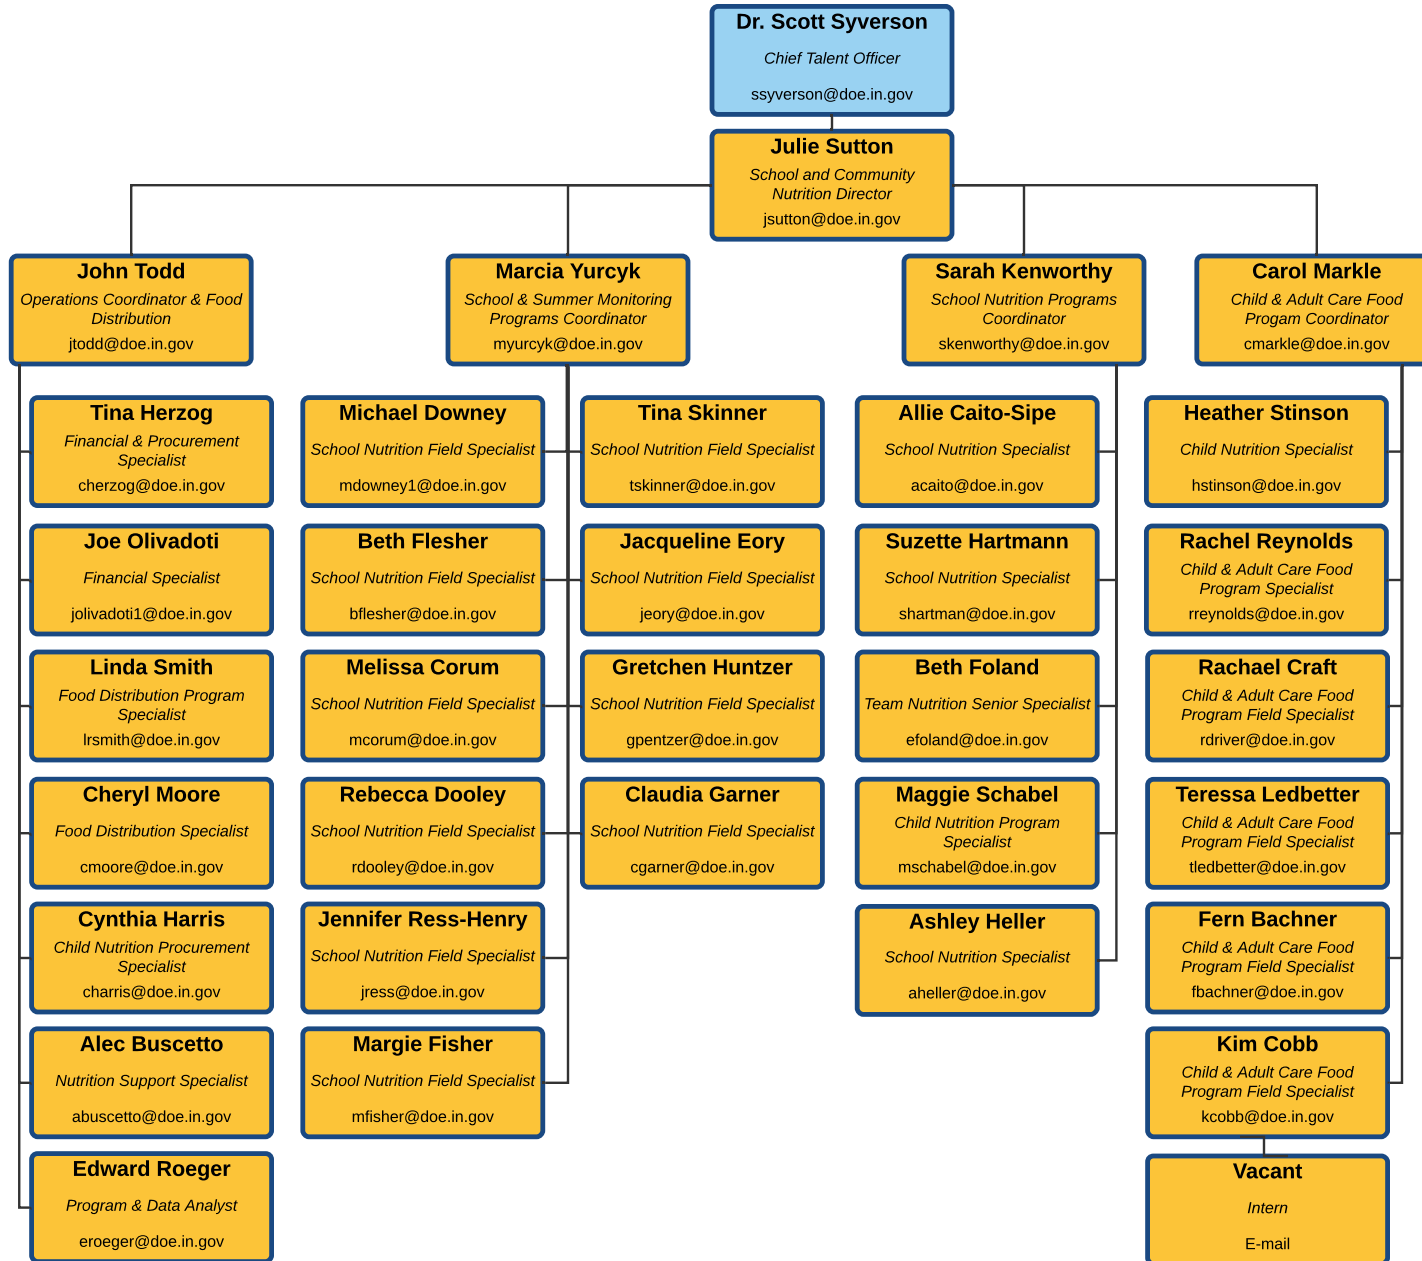 Dr. Scott Syverson
Chief Talent Officer
ssyverson@doe.in.gov
Julie Sutton
School and Community
Nutrition Director
jsutton@doe.in.gov
John Todd
Operations Coordinator & Food
Distribution
jtodd@doe.in.gov
Marcia Yurcyk
School & Summer Monitoring
Programs Coordinator
myurcyk@doe.in.gov
Sarah Kenworthy
School Nutrition Programs
Coordinator
skenworthy@doe.in.gov
Carol Markle
Child & Adult Care Food
Progam Coordinator
cmarkle@doe.in.gov
Tina Herzog
Financial & Procurement
Specialist
cherzog@doe.in.gov
Joe Olivadoti
Financial Specialist
jolivadoti1@doe.in.gov
Linda Smith
Food Distribution Program
Specialist
lrsmith@doe.in.gov
Cheryl Moore
Food Distribution Specialist
cmoore@doe.in.gov
Cynthia Harris
Child Nutrition Procurement
Specialist
charris@doe.in.gov
Alec Buscetto
Nutrition Support Specialist
abuscetto@doe.in.gov
Edward Roeger
Program & Data Analyst
eroeger@doe.in.gov
Michael Downey
School Nutrition Field Specialist
mdowney1@doe.in.gov
Beth Flesher
School Nutrition Field Specialist
bflesher@doe.in.gov
Melissa Corum
School Nutrition Field Specialist
mcorum@doe.in.gov
Rebecca Dooley
School Nutrition Field Specialist
rdooley@doe.in.gov
Jennifer Ress-Henry
School Nutrition Field Specialist
jress@doe.in.gov
Margie Fisher
School Nutrition Field Specialist
mfisher@doe.in.gov
Tina Skinner
School Nutrition Field Specialist
tskinner@doe.in.gov
Jacqueline Eory
School Nutrition Field Specialist
jeory@doe.in.gov
Gretchen Huntzer
School Nutrition Field Specialist
gpentzer@doe.in.gov
Claudia Garner
School Nutrition Field Specialist
cgarner@doe.in.gov
Allie Caito-Sipe
School Nutrition Specialist
acaito@doe.in.gov
Suzette Hartmann
School Nutrition Specialist
shartman@doe.in.gov
Beth Foland
Team Nutrition Senior Specialist
efoland@doe.in.gov
Maggie Schabel
Child Nutrition Program
Specialist
mschabel@doe.in.gov
Ashley Heller
School Nutrition Specialist
aheller@doe.in.gov
Heather Stinson
Child Nutrition Specialist
hstinson@doe.in.gov
Rachel Reynolds
Child & Adult Care Food
Program Specialist
rreynolds@doe.in.gov
Rachael Craft
Child & Adult Care Food
Program Field Specialist
rdriver@doe.in.gov
Teressa Ledbetter
Child & Adult Care Food
Program Field Specialist
tledbetter@doe.in.gov
Fern Bachner
Child & Adult Care Food
Program Field Specialist
fbachner@doe.in.gov
Kim Cobb
Child & Adult Care Food
Program Field Specialist
kcobb@doe.in.gov
Vacant
Intern
E-mail